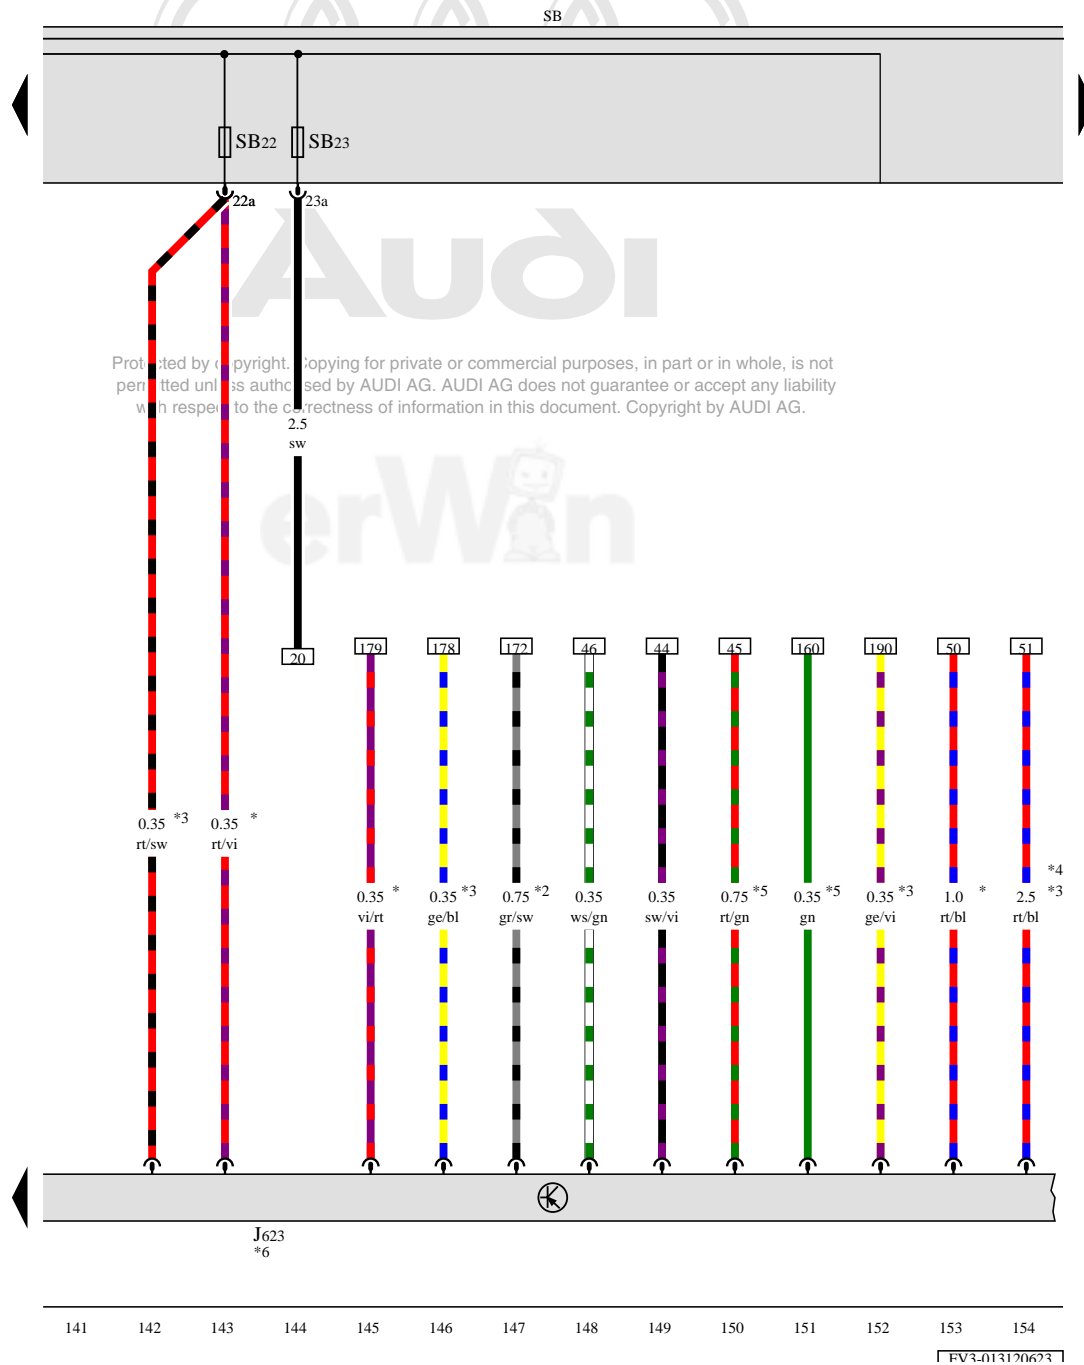 SB
SB22
SB23
22a
23a
Audi
Protected by copyright. Copying for private or commercial purposes, in part or in whole, is not
permitted unless authorised by AUDI AG. AUDI AG does not guarantee or accept any liability
with respect to the correctness of information in this document. Copyright by AUDI AG.
2.5
sw
erWin
20
179
178
172
46
44
45
160
190
50
51
0.35 *3
rt/sw
0.35 *
rt/vi
0.35 *
vi/rt
0.35 *3
ge/bl
0.75 *2
gr/sw
0.35
ws/gn
0.35
sw/vi
0.75 *5
rt/gn
0.35 *5
gn
0.35 *3
ge/vi
1.0 *
rt/bl
*4
2.5 *3
rt/bl
J623
*6
141 142 143 144 145 146 147 148 149 150 151 152 153 154
FV3-013120623